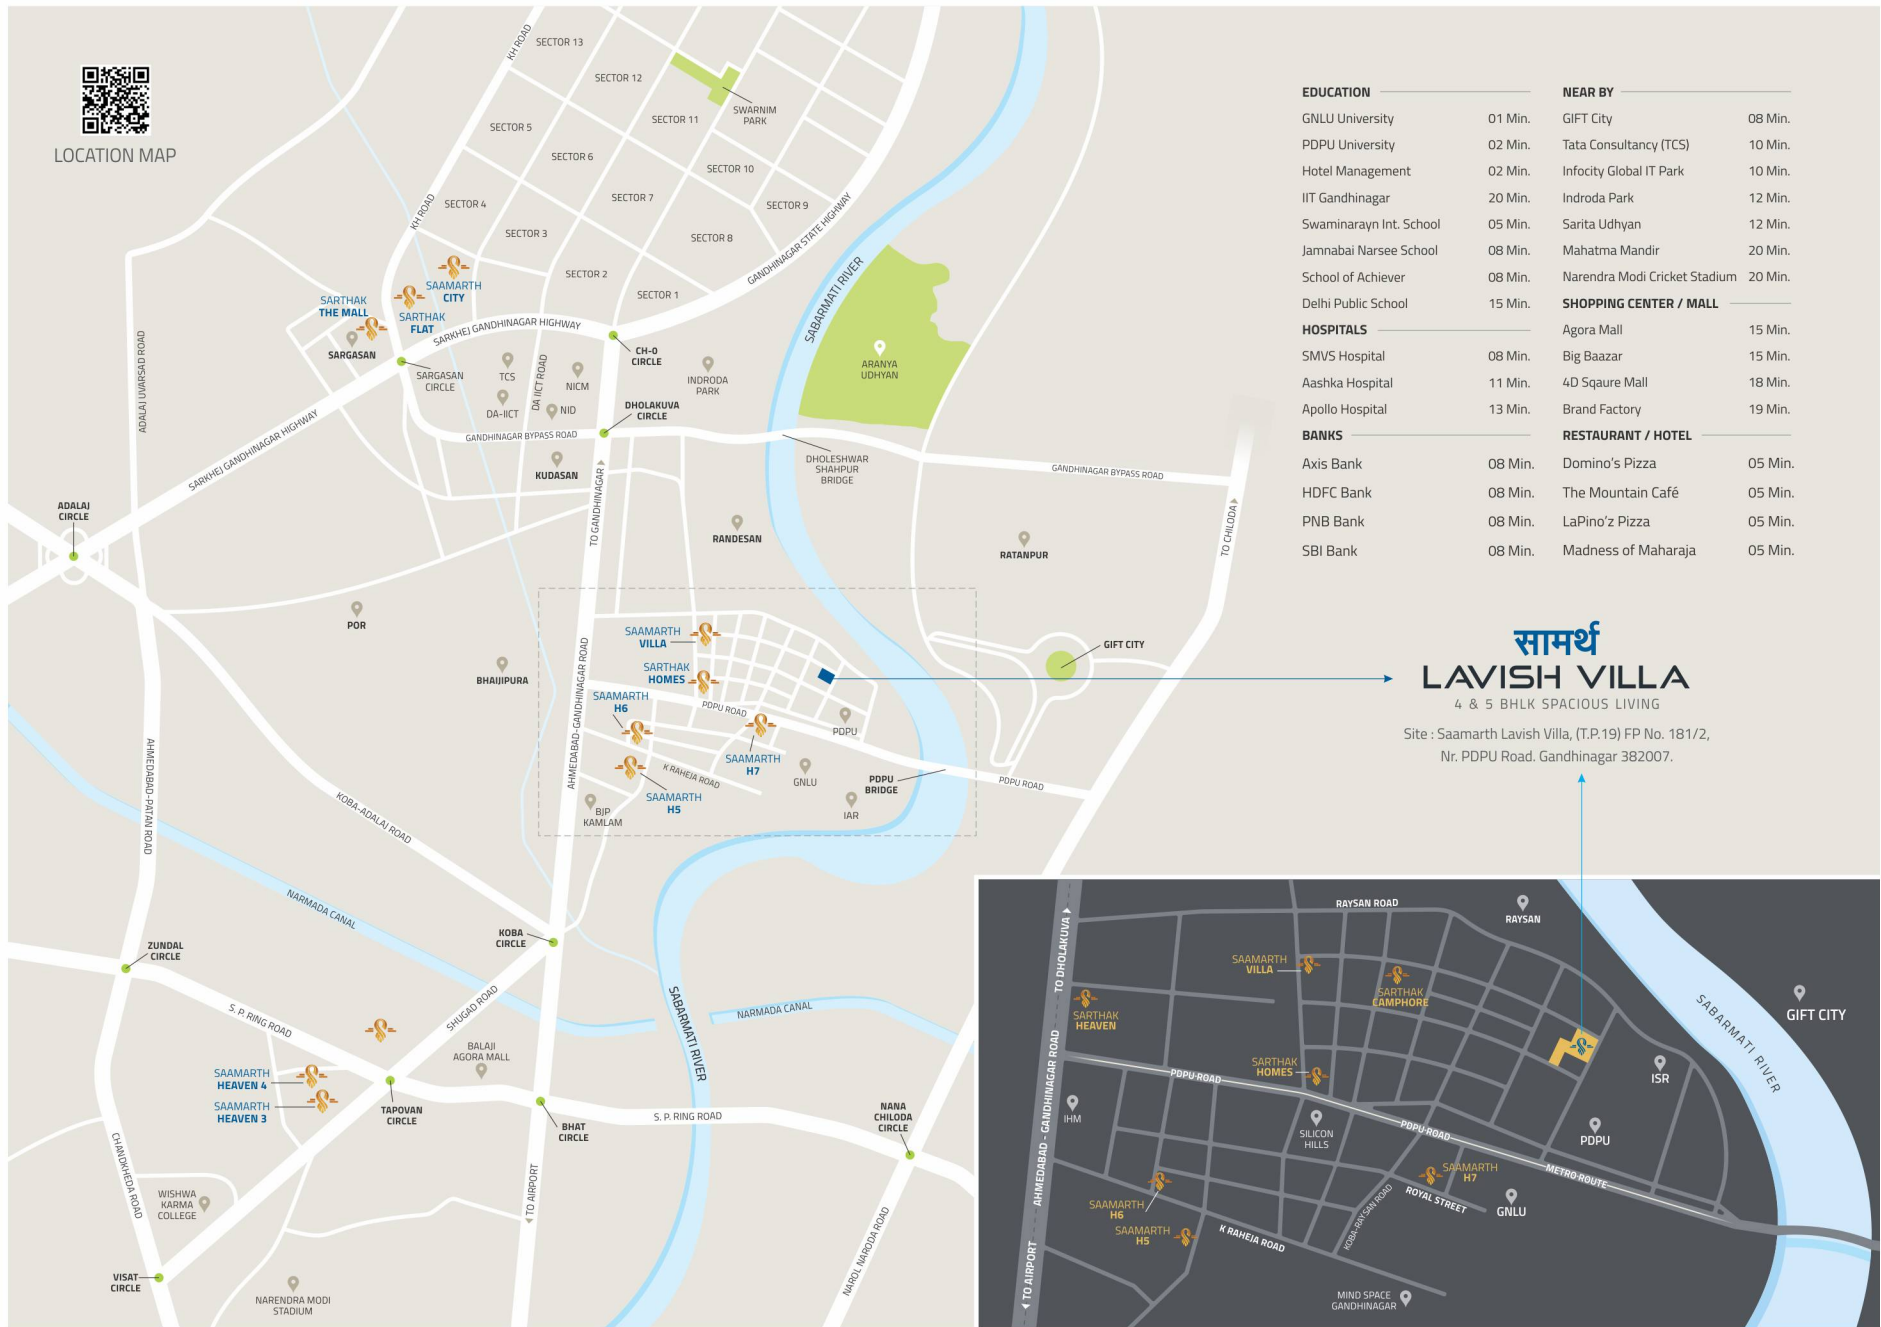 LOCATION MAP
KH ROAD
SECTOR 13
SECTOR 12
SWARNIM
PARK
SECTOR 11
SECTOR 5
SECTOR 6
SECTOR 10
SECTOR 7
SECTOR 9
SECTOR 4
KH ROAD
SECTOR 3
SECTOR 8
SECTOR 2
SECTOR 1
GANDHINAGAR STATE HIGHWAY
SABARMATI RIVER
SAAMARTH
CITY
SARTHAK
THE MALL
SARTHAK
FLAT
SARGASAN
SARKHEJ GANDHINAGAR HIGHWAY
CH-0
CIRCLE
SARGASAN
CIRCLE
TCS
DA IICT ROAD
NICM
DA-IICT
NID
INDRODA
PARK
ARANYA
UDHYAN
ADALAJ UVARSAD ROAD
DHOLAKUVA
CIRCLE
GANDHINAGAR BYPASS ROAD
SARKHEJ GANDHINAGAR HIGHWAY
KUDASAN
DHOLESHWAR
SHAHPUR
BRIDGE
GANDHINAGAR BYPASS ROAD
TO GANDHINAGAR
TO CHILODA
ADALAJ
CIRCLE
RANDESAN
RATANPUR
POR
BHAIJIPURA
SAAMARTH
VILLA
SARTHAK
HOMES
SAAMARTH
H6
PDPU ROAD
GIFT CITY
PDPU
SAAMARTH
H7
K RAHEJA ROAD
SAAMARTH
H5
GNLU
IAR
BJP
KAMLAM
PDPU
BRIDGE
PDPU ROAD
AHMEDABAD-GANDHINAGAR ROAD
AHMEDABAD-PATAN ROAD
KOBA-ADALAJ ROAD
NARMADA CANAL
KOBA
CIRCLE
ZUNDAL
CIRCLE
S. P. RING ROAD
SHUGAD ROAD
NARMADA CANAL
SABARMATI RIVER
BALAJI
AGORA MALL
SAAMARTH
HEAVEN 4
SAAMARTH
HEAVEN 3
TAPOVAN
CIRCLE
BHAT
CIRCLE
S. P. RING ROAD
NANA
CHILODA
CIRCLE
CHANDKHEDA ROAD
WISHWA
KARMA
COLLEGE
TO AIRPORT
NAROL NARODA ROAD
VISAT
CIRCLE
NARENDRA MODI
STADIUM
EDUCATION
GNLU University 01 Min.
PDPU University 02 Min.
Hotel Management 02 Min.
IIT Gandhinagar 20 Min.
Swaminarayn Int. School 05 Min.
Jamnabai Narsee School 08 Min.
School of Achiever 08 Min.
Delhi Public School 15 Min.
HOSPITALS
SMVS Hospital 08 Min.
Aashka Hospital 11 Min.
Apollo Hospital 13 Min.
BANKS
Axis Bank 08 Min.
HDFC Bank 08 Min.
PNB Bank 08 Min.
SBI Bank 08 Min.
NEAR BY
GIFT City 08 Min.
Tata Consultancy (TCS) 10 Min.
Infocity Global IT Park 10 Min.
Indroda Park 12 Min.
Sarita Udhyan 12 Min.
Mahatma Mandir 20 Min.
Narendra Modi Cricket Stadium 20 Min.
SHOPPING CENTER / MALL
Agora Mall 15 Min.
Big Baazar 15 Min.
4D Sqaure Mall 18 Min.
Brand Factory 19 Min.
RESTAURANT / HOTEL
Domino's Pizza 05 Min.
The Mountain Café 05 Min.
LaPino'z Pizza 05 Min.
Madness of Maharaja 05 Min.
सामर्थ
LAVISH VILLA
4 & 5 BHLK SPACIOUS LIVING
Site : Saamarth Lavish Villa, (T.P.19) FP No. 181/2,
Nr. PDPU Road. Gandhinagar 382007.
TO DHOLAKUVA
RAYSAN ROAD
RAYSAN
SAAMARTH
VILLA
SARTHAK
CAMPHORE
SARTHAK
HEAVEN
SABARMATI RIVER
GIFT CITY
SARTHAK
HOMES
PDPU ROAD
ISR
IHM
SILICON
HILLS
PDPU ROAD
PDPU
METRO ROUTE
SAAMARTH
H7
ROYAL STREET
GNLU
SAAMARTH
H6
SAAMARTH
H5
K RAHEJA ROAD
KOBA-RAYSAN ROAD
AHMEDABAD - GANDHINAGAR ROAD
TO AIRPORT
MIND SPACE
GANDHINAGAR